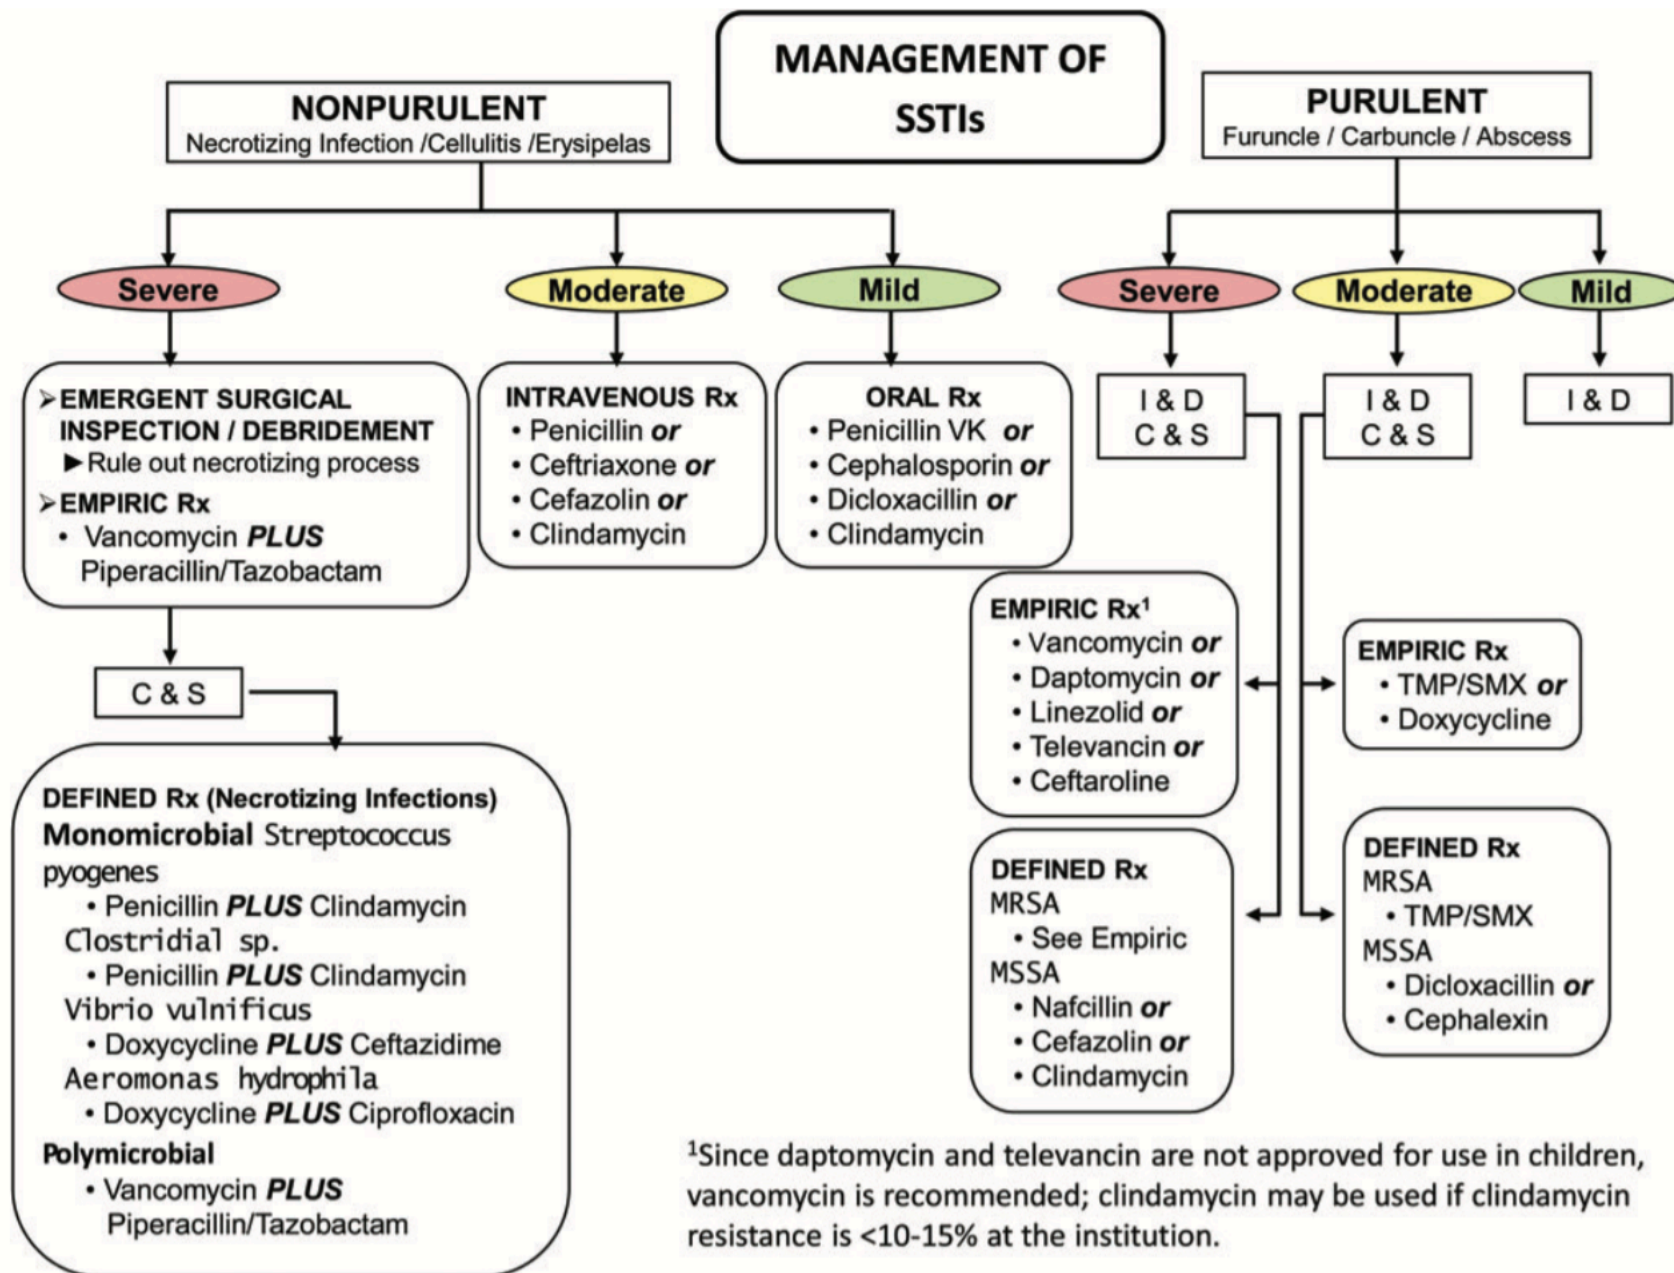 MANAGEMENT OF
SSTIs
NONPURULENT
Necrotizing Infection /Cellulitis /Erysipelas
Severe
➢EMERGENT SURGICAL
INSPECTION / DEBRIDEMENT
►Rule out necrotizing process
➢EMPIRIC Rx
• Vancomycin PLUS
Piperacillin/Tazobactam
C & S
DEFINED Rx (Necrotizing Infections)
Monomicrobial Streptococcus
pyogenes
• Penicillin PLUS Clindamycin
Clostridial sp.
• Penicillin PLUS Clindamycin
Vibrio vulnificus
• Doxycycline PLUS Ceftazidime
Aeromonas hydrophila
• Doxycycline PLUS Ciprofloxacin
Polymicrobial
• Vancomycin PLUS
Piperacillin/Tazobactam
Moderate
INTRAVENOUS Rx
• Penicillin or
• Ceftriaxone or
• Cefazolin or
• Clindamycin
Mild
ORAL Rx
• Penicillin VK or
• Cephalosporin or
• Dicloxacillin or
• Clindamycin
PURULENT
Furuncle / Carbuncle / Abscess
Severe
I & D
C & S
EMPIRIC Rx¹
• Vancomycin or
• Daptomycin or
• Linezolid or
• Televancin or
• Ceftaroline
DEFINED Rx
MRSA
• See Empiric
MSSA
• Nafcillin or
• Cefazolin or
• Clindamycin
Moderate
I & D
C & S
EMPIRIC Rx
• TMP/SMX or
• Doxycycline
DEFINED Rx
MRSA
• TMP/SMX
MSSA
• Dicloxacillin or
• Cephalexin
Mild
I & D
¹Since daptomycin and televancin are not approved for use in children,
vancomycin is recommended; clindamycin may be used if clindamycin
resistance is <10-15% at the institution.